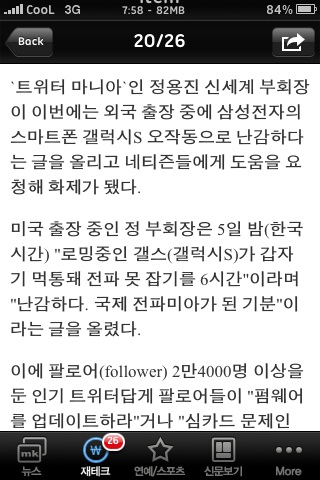 CooL 3G 7:58 - 82MB 84%
Back 20/26
`트위터 마니아`인 정용진 신세계 부회장
이 이번에는 외국 출장 중에 삼성전자의
스마트폰 갤럭시S 오작동으로 난감하다
는 글을 올리고 네티즌들에게 도움을 요
청해 화제가 됐다.
미국 출장 중인 정 부회장은 5일 밤(한국
시간) "로밍중인 갤스(갤럭시S)가 갑자
기 먹통돼 전파 못 잡기를 6시간"이라며
"난감하다. 국제 전파미아가 된 기분"이
라는 글을 올렸다.
이에 팔로어(follower) 2만4000명 이상을
둔 인기 트위터답게 팔로어들이 "펌웨어
를 업데이트하라"거나 "심카드 문제인
mk ₩ 26
뉴스 재테크 연예/스포츠 신문보기 More